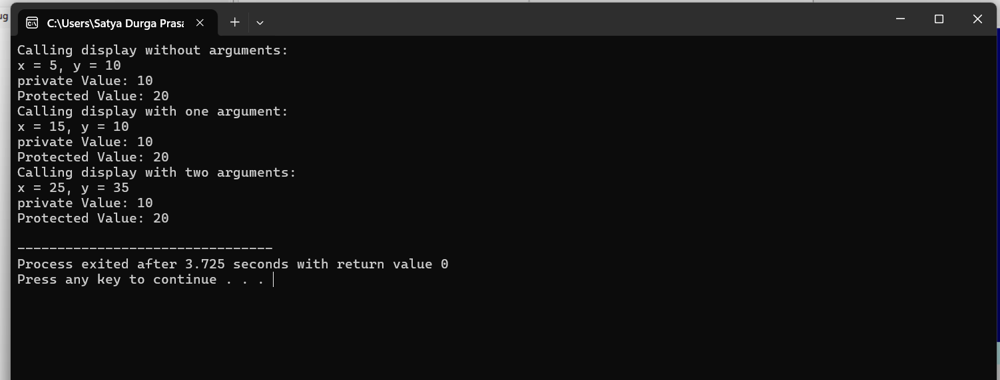 ug
C:\Users\Satya Durga Prasa
Calling display without arguments:
x = 5, y = 10
private Value: 10
Protected Value: 20
Calling display with one argument:
x = 15, y = 10
private Value: 10
Protected Value: 20
Calling display with two arguments:
x = 25, y = 35
private Value: 10
Protected Value: 20
--------------------------------
Process exited after 3.725 seconds with return value 0
Press any key to continue . . .